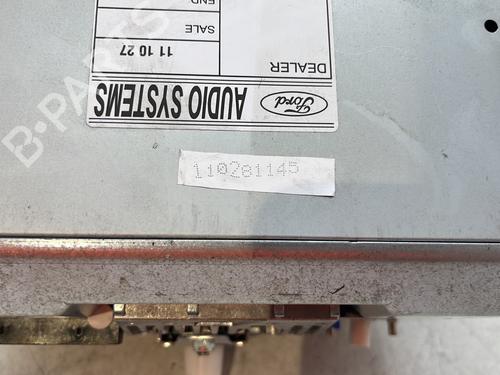 Ford
AUDIO SYSTEMS
DEALER
SALE
11 10 27
END
110281145
B-PARTS